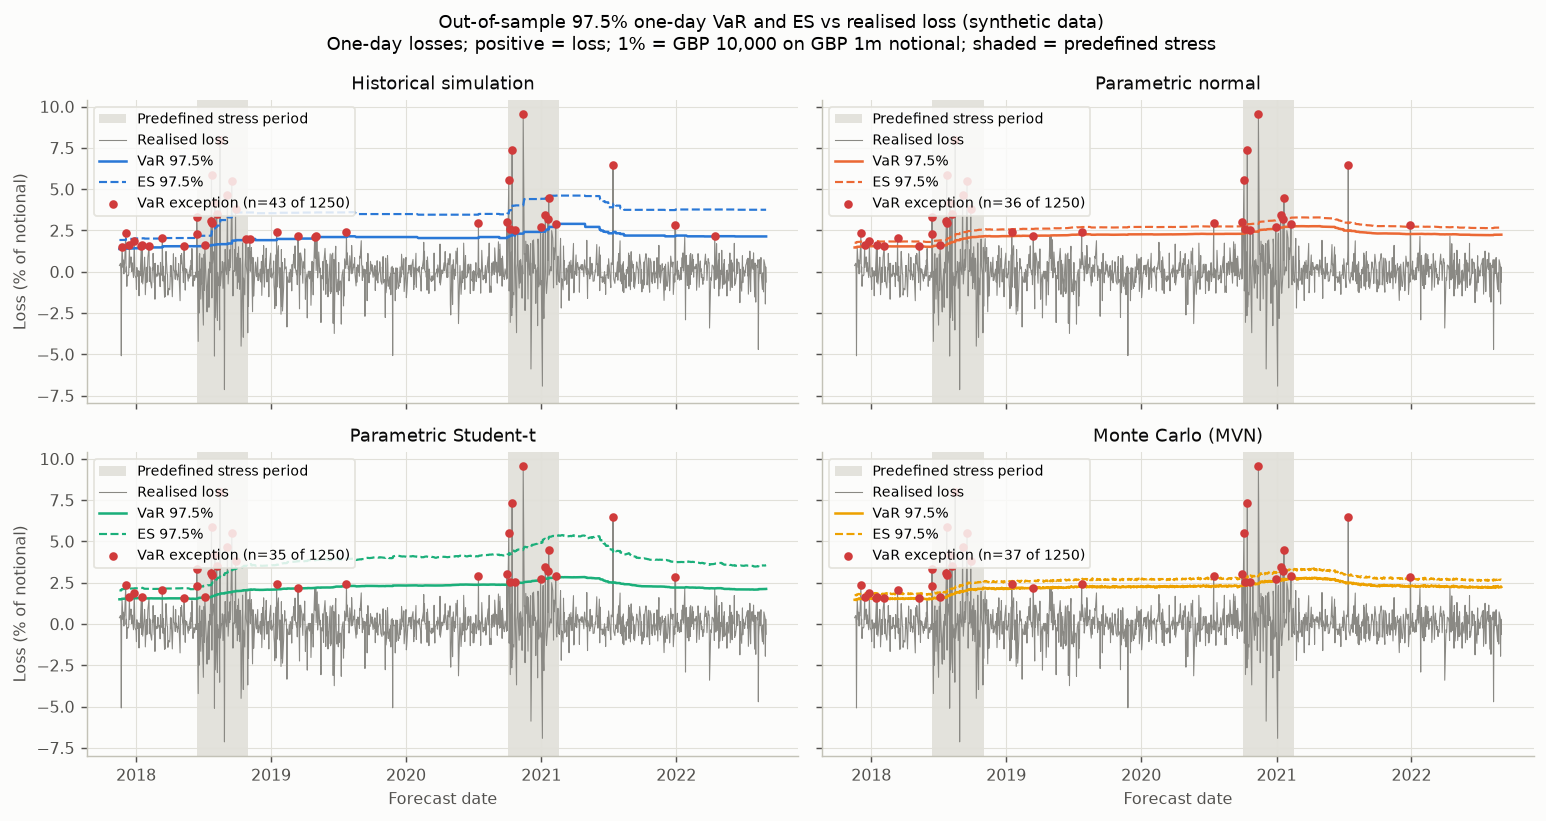 Out-of-sample 97.5% one-day VaR and ES vs realised loss (synthetic data)
One-day losses; positive = loss; 1% = GBP 10,000 on GBP 1m notional; shaded = predefined stress
Historical simulation
Predefined stress period
Realised loss
VaR 97.5%
ES 97.5%
VaR exception (n=43 of 1250)
10.0
7.5
5.0
2.5
0.0
−2.5
−5.0
−7.5
Loss (% of notional)
Parametric normal
Predefined stress period
Realised loss
VaR 97.5%
ES 97.5%
VaR exception (n=36 of 1250)
Parametric Student-t
Predefined stress period
Realised loss
VaR 97.5%
ES 97.5%
VaR exception (n=35 of 1250)
10.0
7.5
5.0
2.5
0.0
−2.5
−5.0
−7.5
Loss (% of notional)
2018 2019 2020 2021 2022
Forecast date
Monte Carlo (MVN)
Predefined stress period
Realised loss
VaR 97.5%
ES 97.5%
VaR exception (n=37 of 1250)
2018 2019 2020 2021 2022
Forecast date